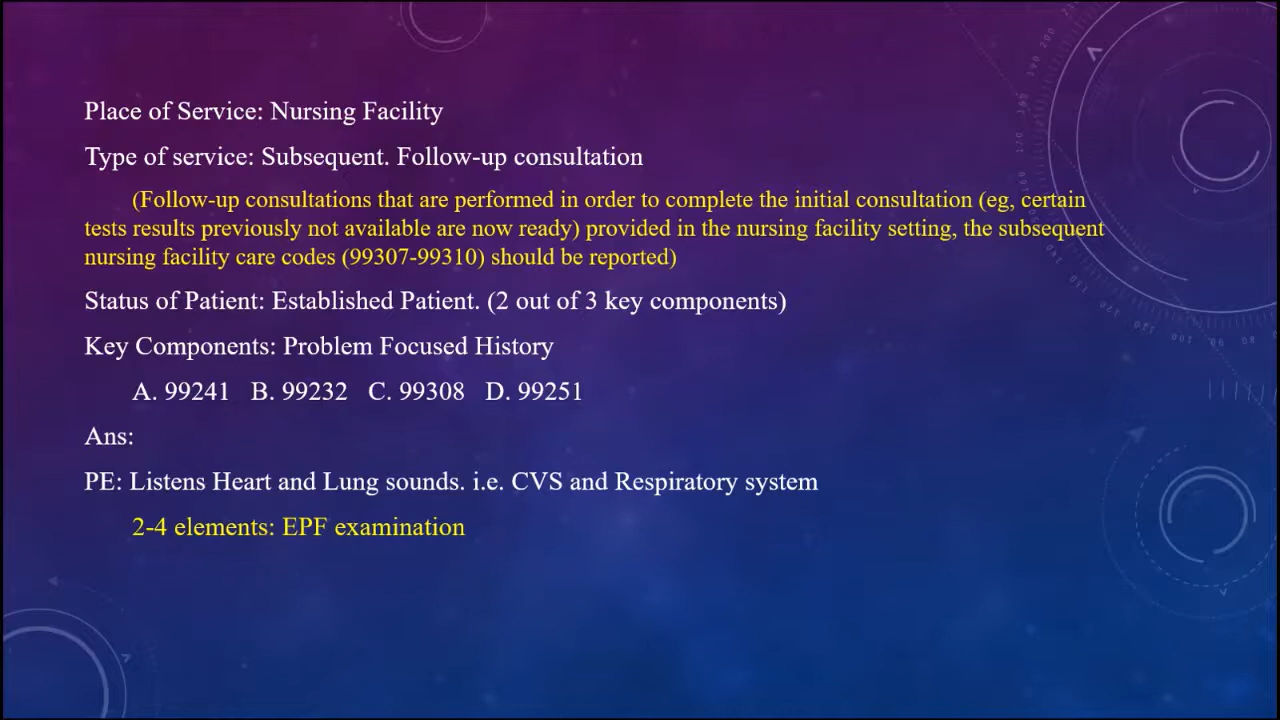 Place of Service: Nursing Facility
Type of service: Subsequent. Follow-up consultation
(Follow-up consultations that are performed in order to complete the initial consultation (eg, certain
tests results previously not available are now ready) provided in the nursing facility setting, the subsequent
nursing facility care codes (99307-99310) should be reported)
Status of Patient: Established Patient. (2 out of 3 key components)
Key Components: Problem Focused History
A. 99241 B. 99232 C. 99308 D. 99251
Ans:
PE: Listens Heart and Lung sounds. i.e. CVS and Respiratory system
2-4 elements: EPF examination